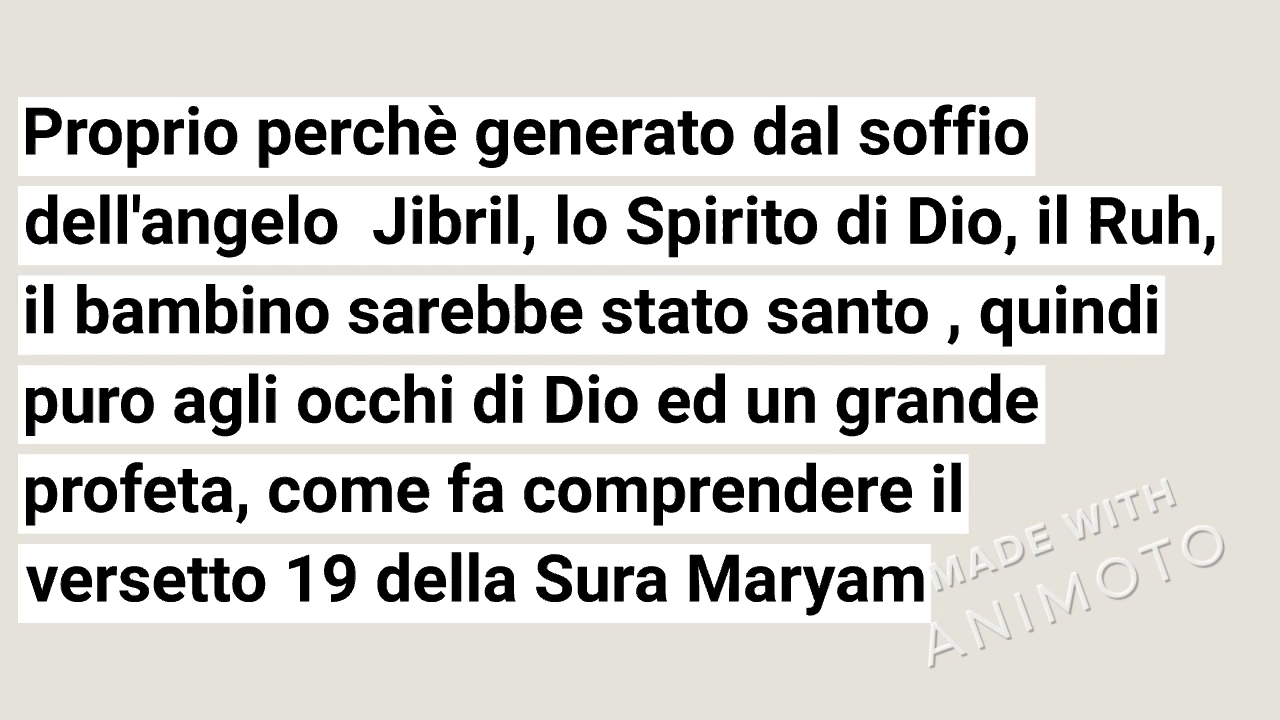 Proprio perchè generato dal soffio
dell'angelo  Jibril, lo Spirito di Dio, il Ruh,
il bambino sarebbe stato santo , quindi
puro agli occhi di Dio ed un grande
profeta, come fa comprendere il
versetto 19 della Sura Maryam
MADE WITH
ANIMOTO